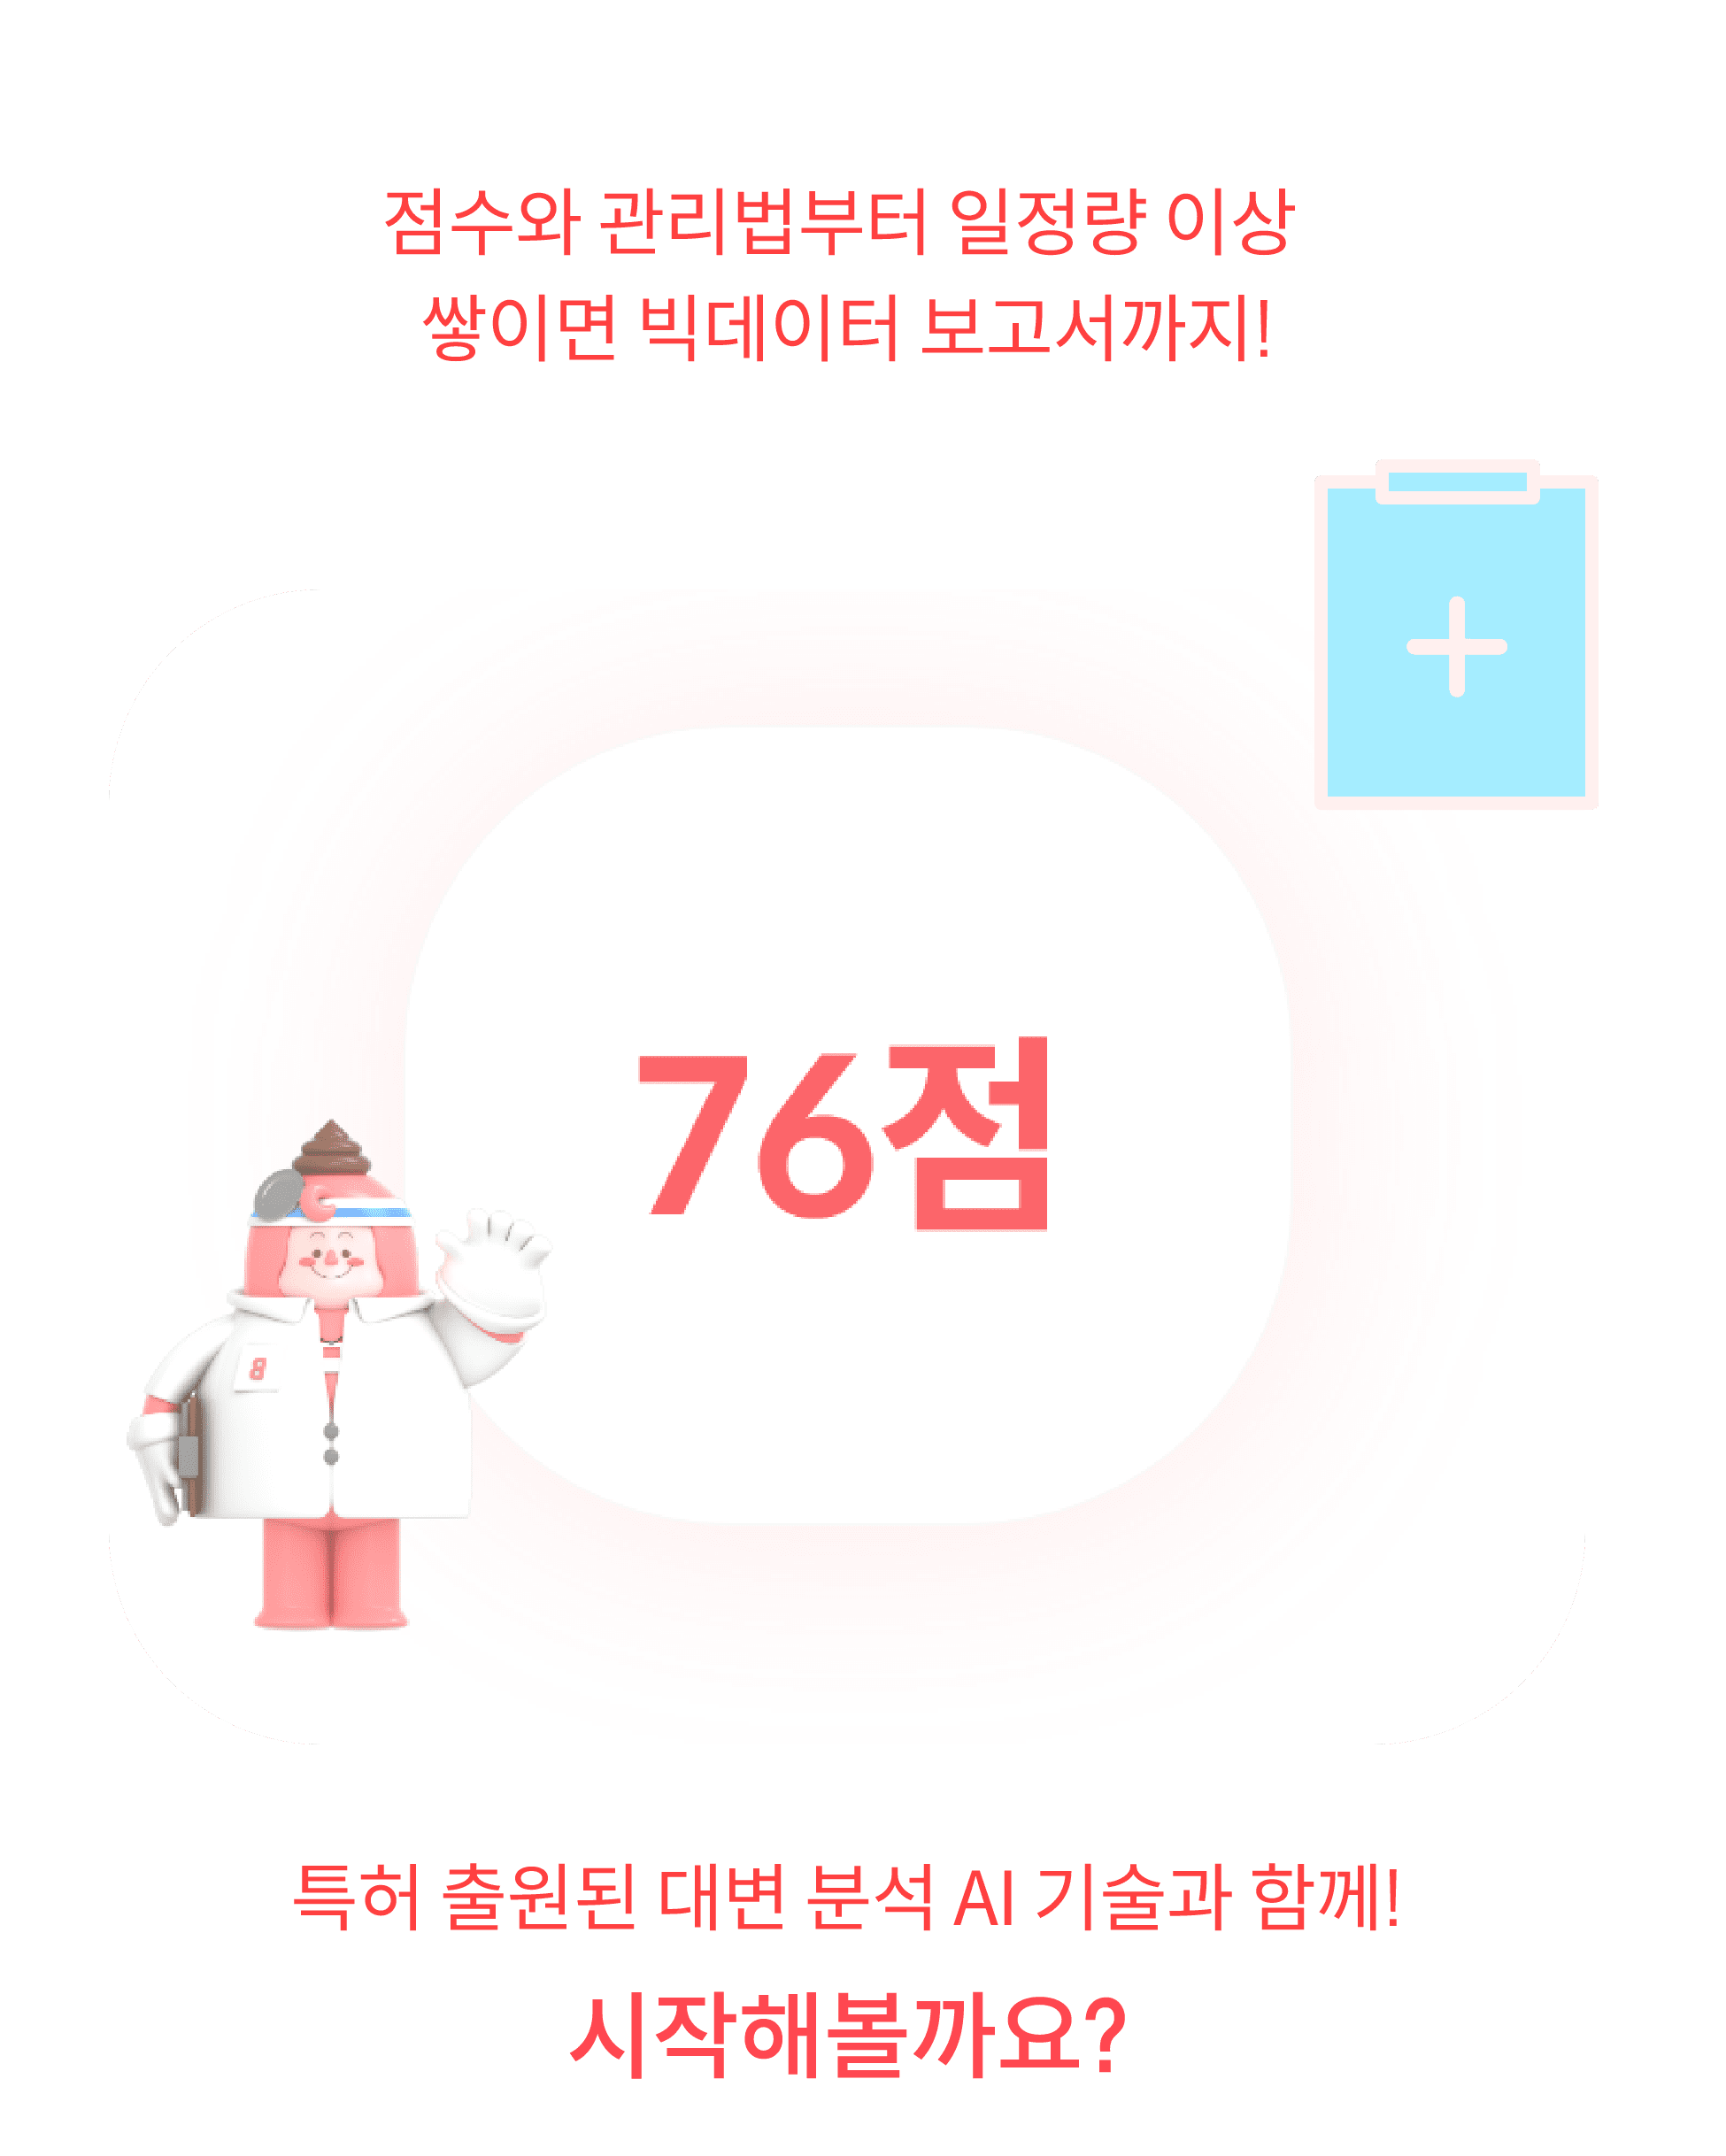 점수와 관리법부터 일정량 이상
쌓이면 빅데이터 보고서까지!
76점
8
특허 출원된 대변 분석 AI 기술과 함께!
시작해볼까요?